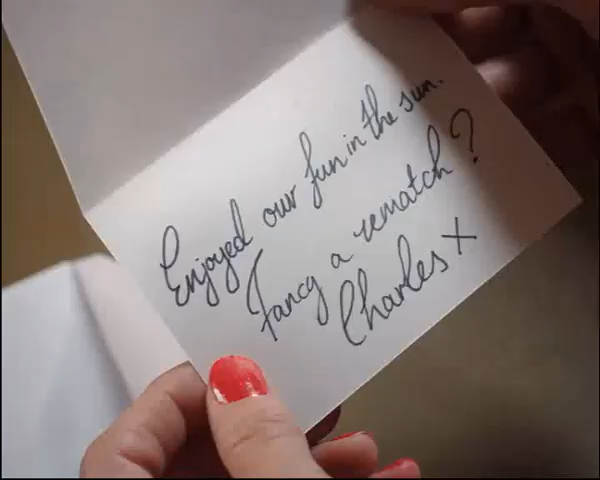 Enjoyed our fun in the sun.
Fancy a rematch?
Charles X